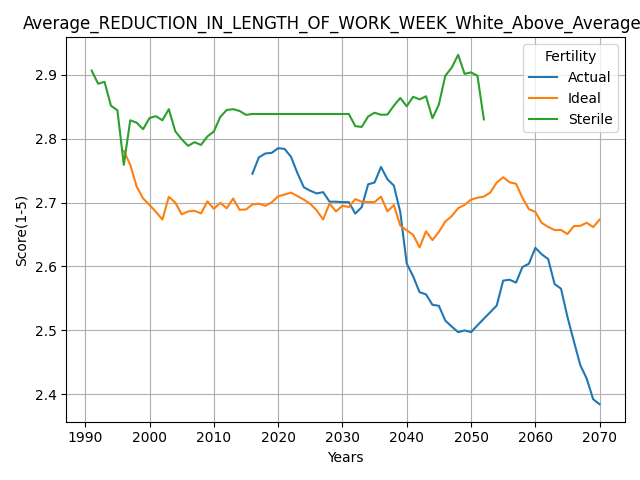 Average_REDUCTION_IN_LENGTH_OF_WORK_WEEK_White_Above_Average
Fertility
Actual
Ideal
Sterile
2.9
2.8
2.7
2.6
2.5
2.4
Score(1-5)
1990 2000 2010 2020 2030 2040 2050 2060 2070
Years